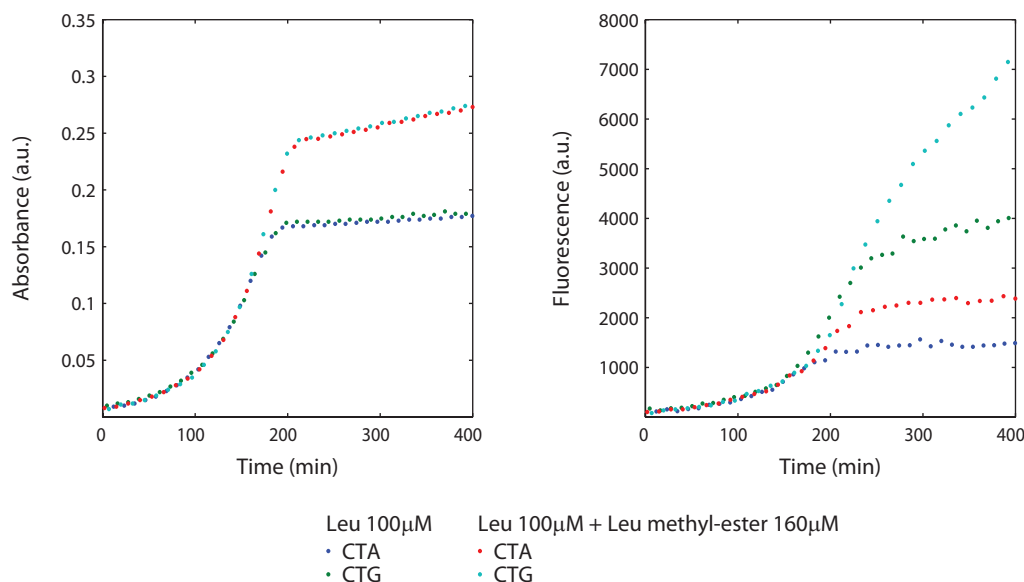 0.35
0.3
0.25
0.2
0.15
0.1
0.05
0 100 200 300 400
Absorbance (a.u.)
Time (min)
8000
7000
6000
5000
4000
3000
2000
1000
0 100 200 300 400
Fluorescence (a.u.)
Time (min)
Leu 100μM Leu 100μM + Leu methyl-ester 160μM
CTA CTA
CTG CTG